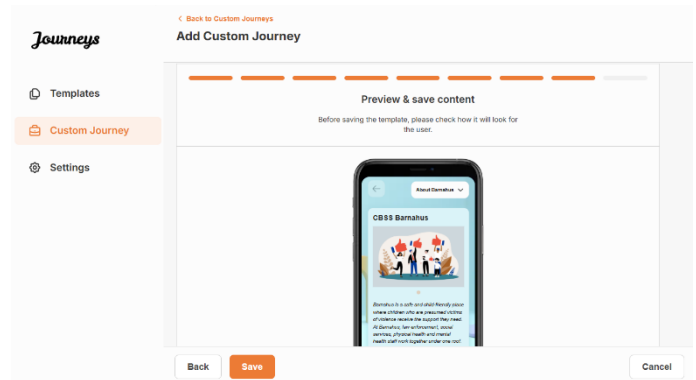 Journeys
Templates
Custom Journey
Settings
< Back to Custom Journeys
Add Custom Journey
Preview & save content
Before saving the template, please check how it will look for
the user.
About Barnahus
CBSS Barnahus
Barnahus is a safe and child-friendly place
where children who are presumed victims
of violence receive the support they need.
At Barnahus, law enforcement, social
services, physical health and mental
health staff work together under one roof.
Back
Save
Cancel